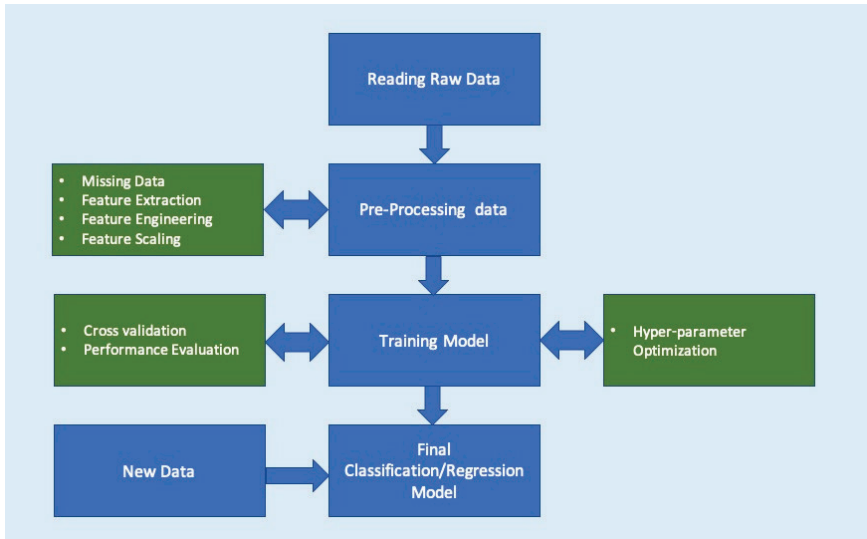 Reading Raw Data
• Missing Data
• Feature Extraction
• Feature Engineering
• Feature Scaling
Pre-Processing data
• Cross validation
• Performance Evaluation
Training Model
• Hyper-parameter
Optimization
New Data
Final
Classification/Regression
Model